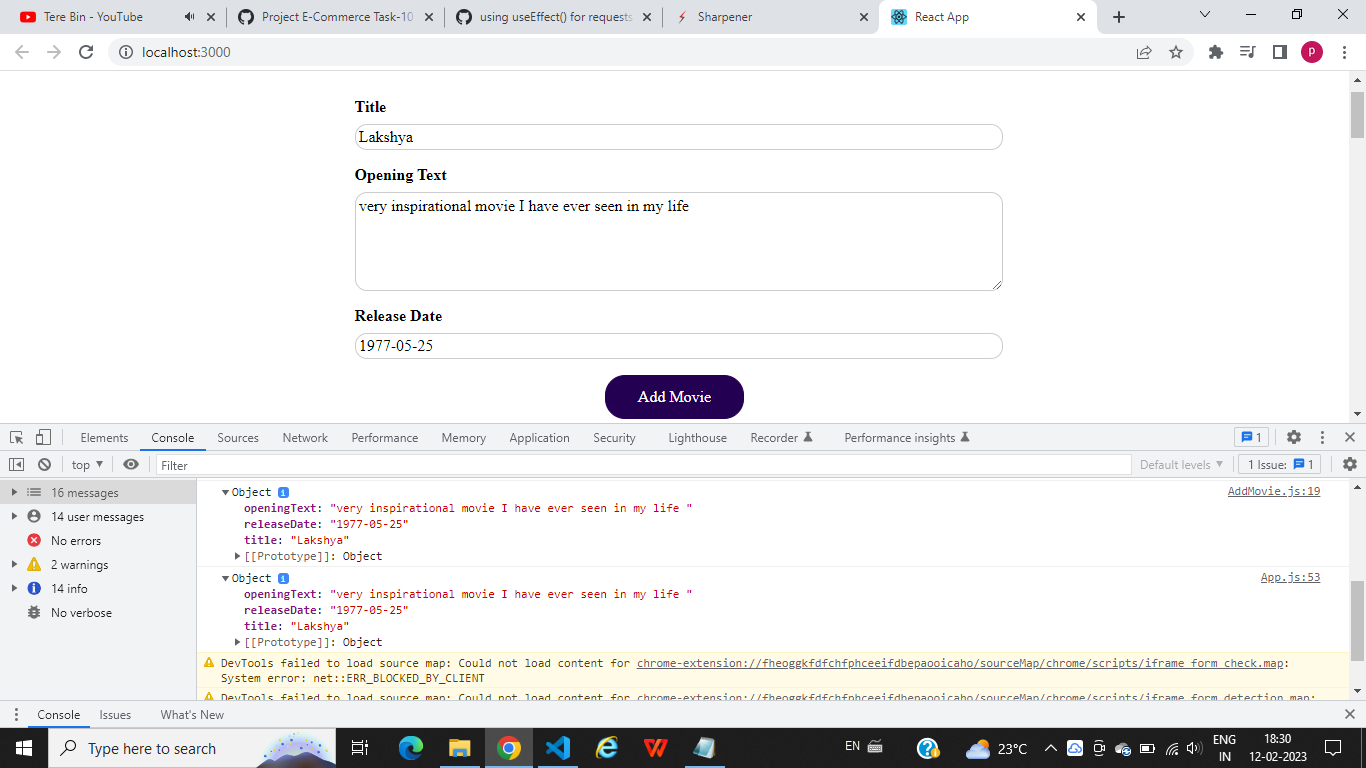 Tere Bin - YouTube
Project E-Commerce Task-10
using useEffect() for requests
Sharpener
React App
localhost:3000
P
Title
Lakshya
Opening Text
very inspirational movie I have ever seen in my life
Release Date
1977-05-25
Add Movie
Elements Console Sources Network Performance Memory Application Security Lighthouse Recorder Performance insights 1
top Filter Default levels 1 Issue: 1
16 messages
14 user messages
No errors
2 warnings
14 info
No verbose
Object i AddMovie.js:19
openingText: "very inspirational movie I have ever seen in my life "
releaseDate: "1977-05-25"
title: "Lakshya"
[[Prototype]]: Object
Object i App.js:53
openingText: "very inspirational movie I have ever seen in my life "
releaseDate: "1977-05-25"
title: "Lakshya"
[[Prototype]]: Object
DevTools failed to load source map: Could not load content for chrome-extension://fheoggkfdfchfphceeifdbepaooicaho/sourceMap/chrome/scripts/iframe_form_check.map:
System error: net::ERR_BLOCKED_BY_CLIENT
DevTools failed to load source map: Could not load content for chrome-extension://fheoggkfdfchfphceeifdbepaooicaho/sourceMap/chrome/scripts/iframe_form_detection.map:
Console Issues What's New
Type here to search
EN
23°C
ENG
IN
18:30
12-02-2023